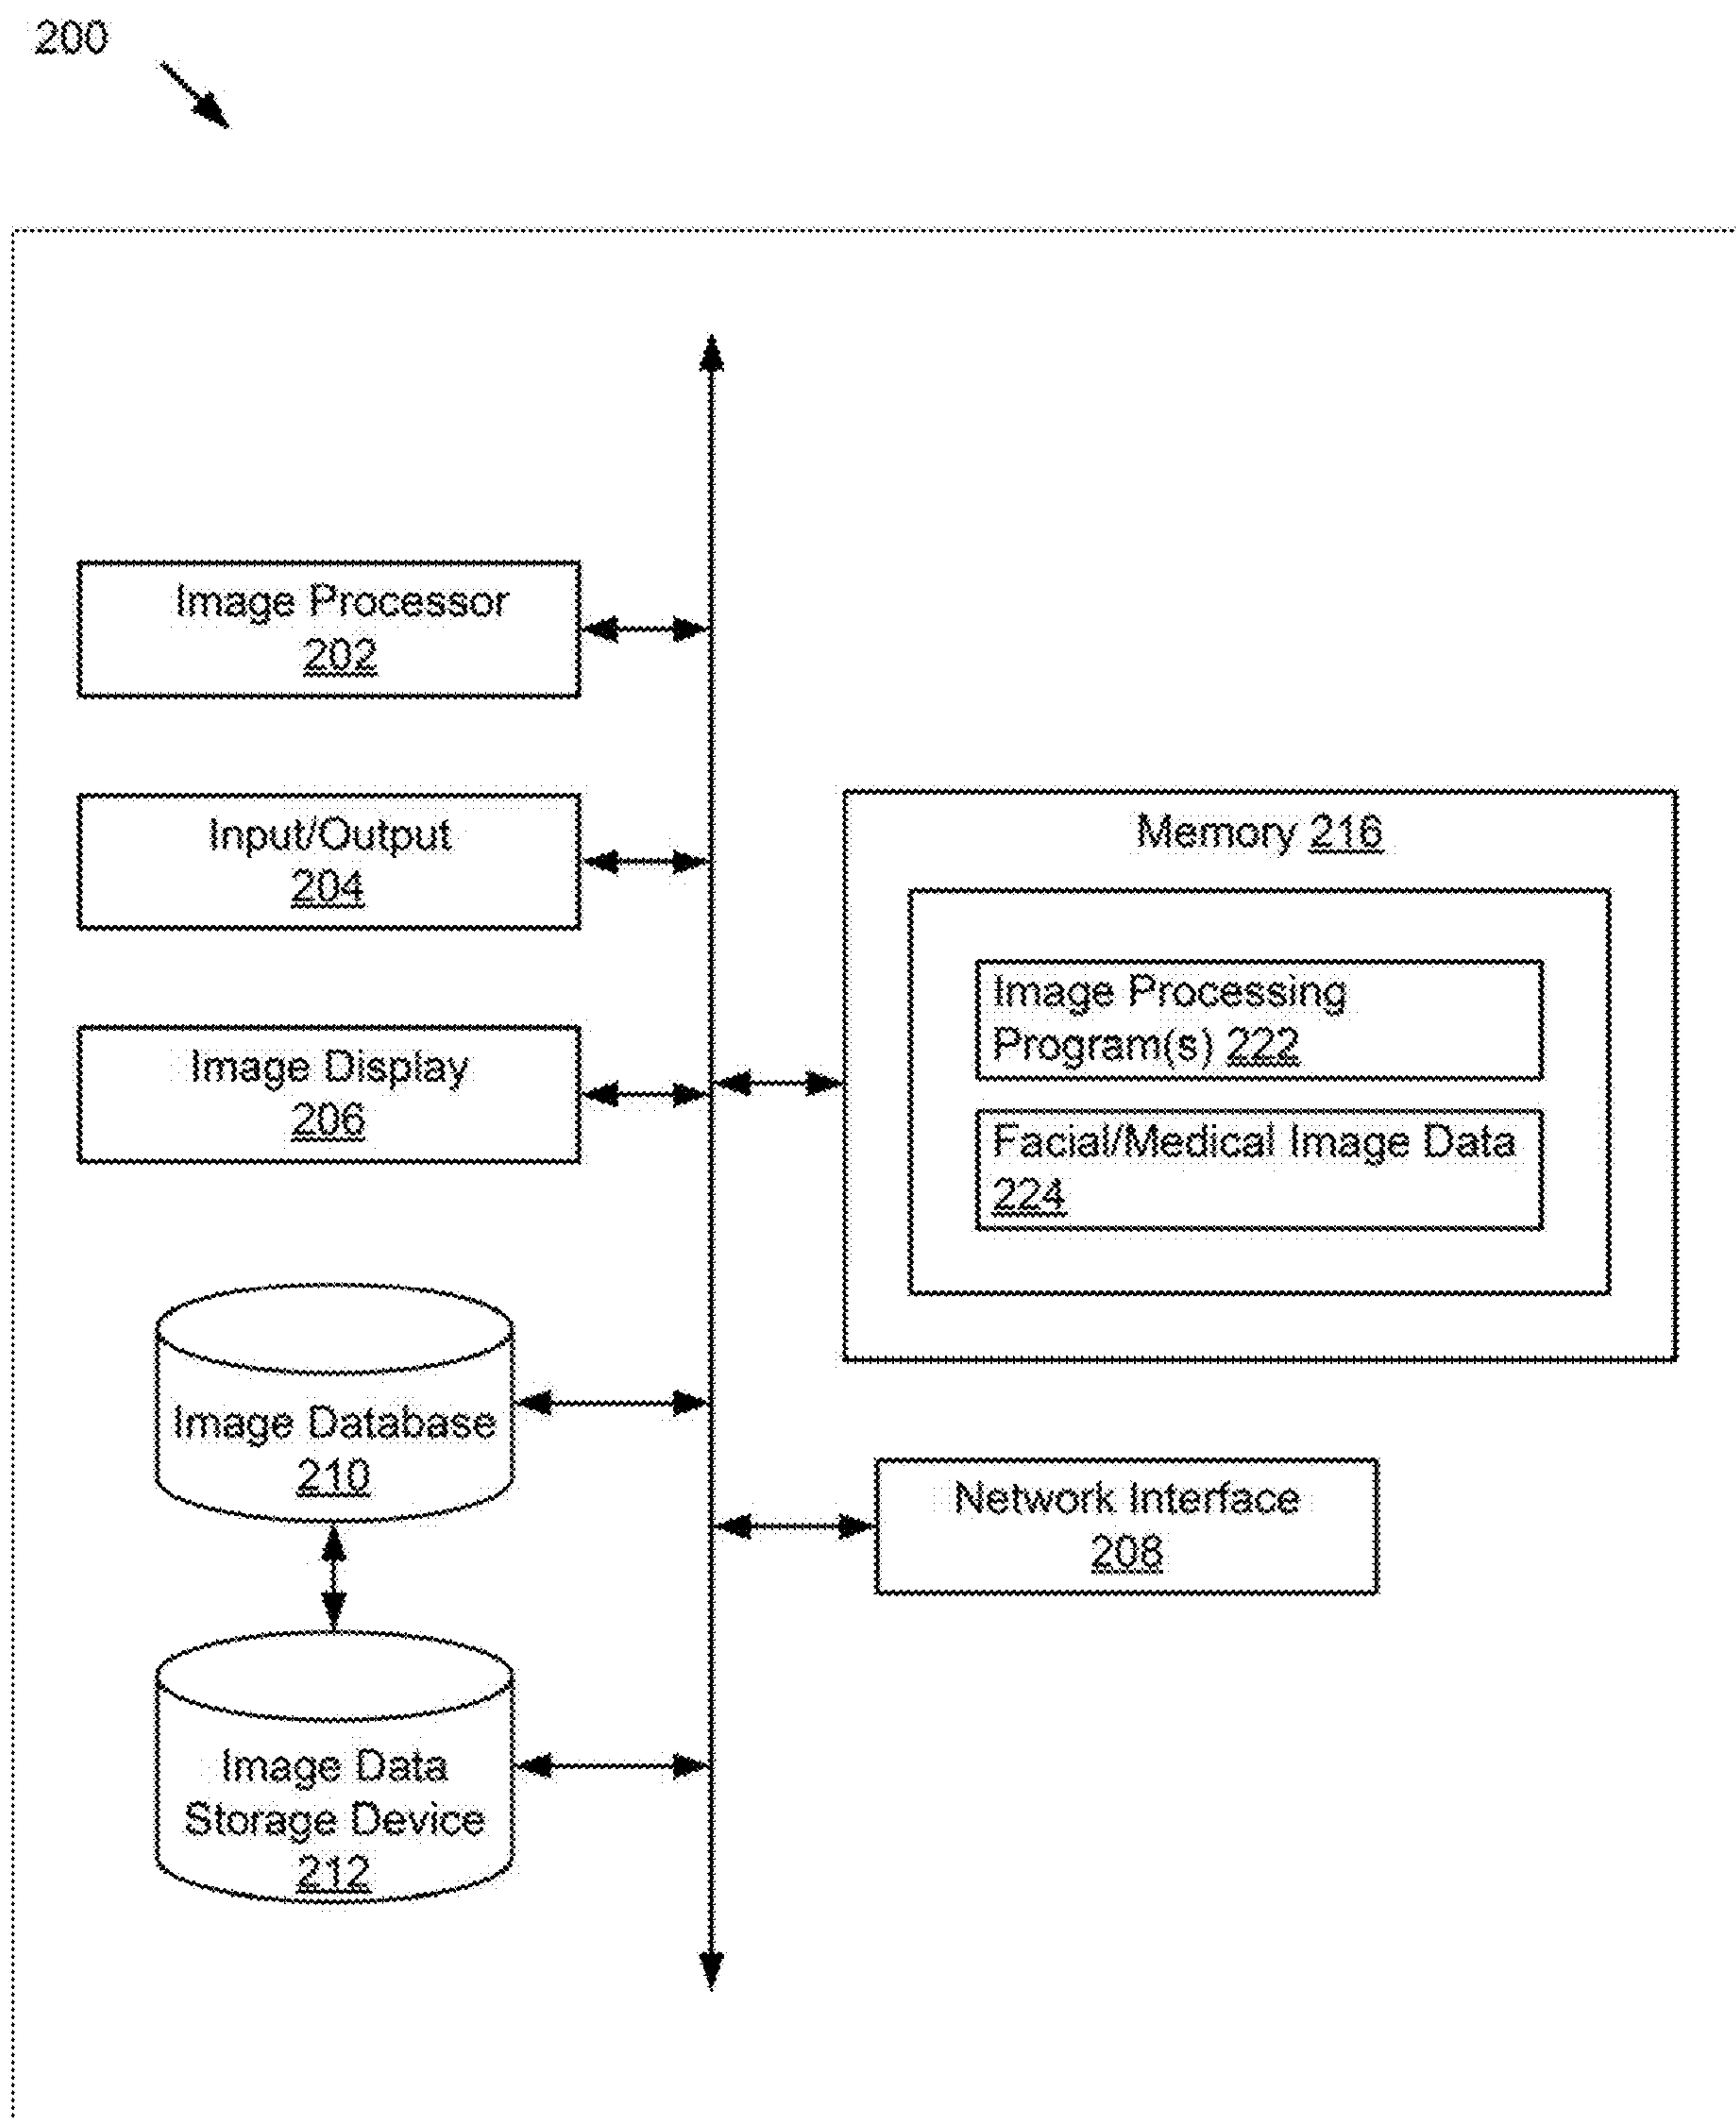 200
Image Processor
202
Input/Output
204
Image Display
206
Memory 216
Image Processing
Program(s) 222
Facial/Medical Image Data
224
Image Database
210
Network Interface
208
Image Data
Storage Device
212